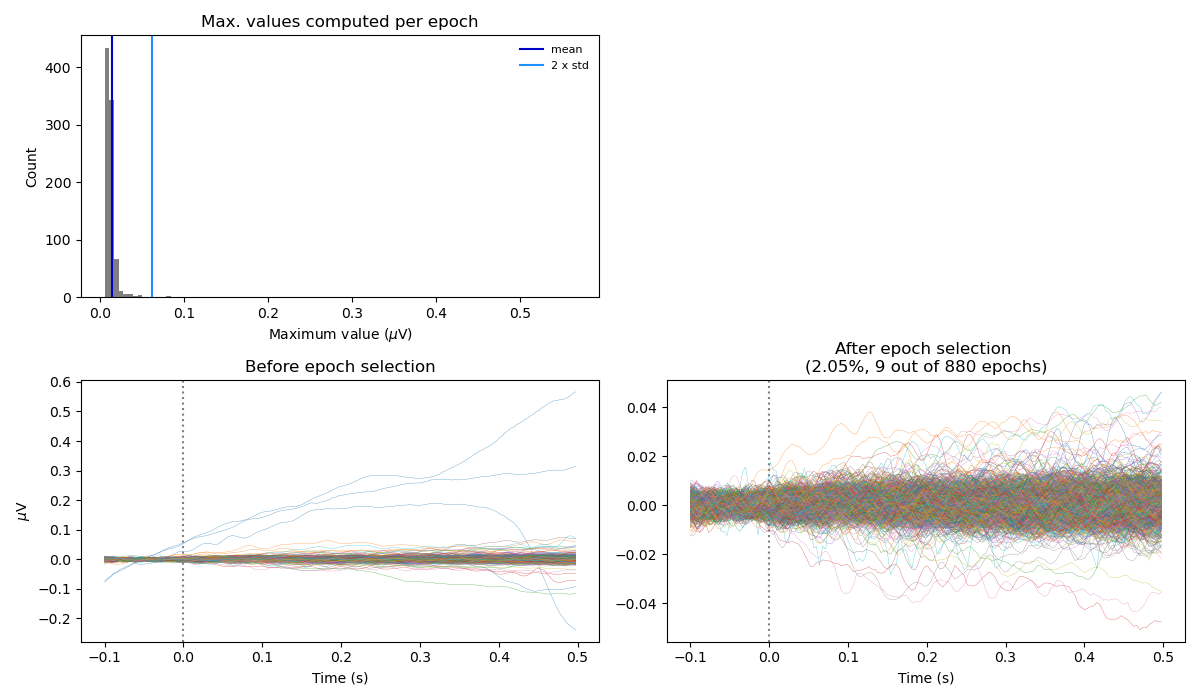 Max. values computed per epoch
mean
2 x std
400
300
200
100
0
Count
0.0 0.1 0.2 0.3 0.4 0.5
Maximum value (μV)
Before epoch selection
0.6
0.5
0.4
0.3
0.2
0.1
0.0
−0.1
−0.2
μV
−0.1 0.0 0.1 0.2 0.3 0.4 0.5
Time (s)
After epoch selection
(2.05%, 9 out of 880 epochs)
0.04
0.02
0.00
−0.02
−0.04
−0.1 0.0 0.1 0.2 0.3 0.4 0.5
Time (s)